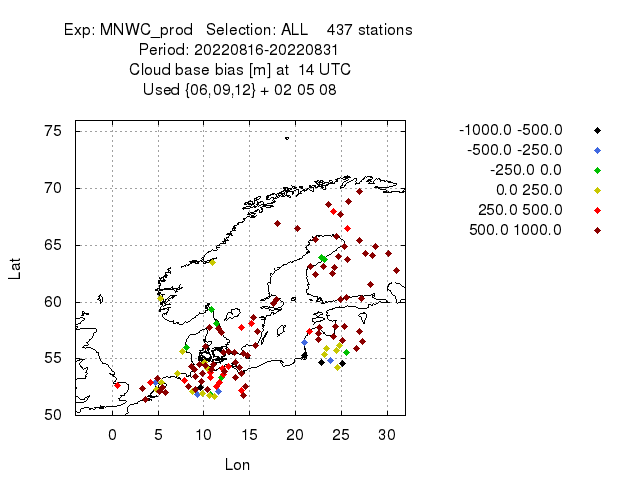 Exp: MNWC_prod Selection: ALL 437 stations
Period: 20220816-20220831
Cloud base bias [m] at 14 UTC
Used {06,09,12} + 02 05 08
-1000.0 -500.0
-500.0 -250.0
-250.0 0.0
0.0 250.0
250.0 500.0
500.0 1000.0
Lat
75
70
65
60
55
50
0 5 10 15 20 25 30
Lon